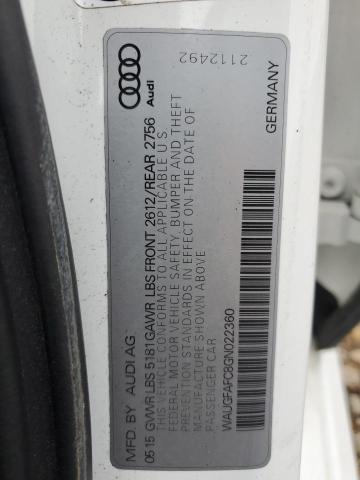 MFD. BY AUDI AG
05 15 GVWR LBS 5181 GAWR LBS FRONT 2612/REAR 2756
THIS VEHICLE CONFORMS TO ALL APPLICABLE U S
FEDERAL MOTOR VEHICLE SAFETY, BUMPER AND THEFT
PREVENTION STANDARDS IN EFFECT ON THE DATE OF
MANUFACTURE SHOWN ABOVE
PASSENGER CAR
WAUGFAFC8GN022360
Audi
2112492
GERMANY